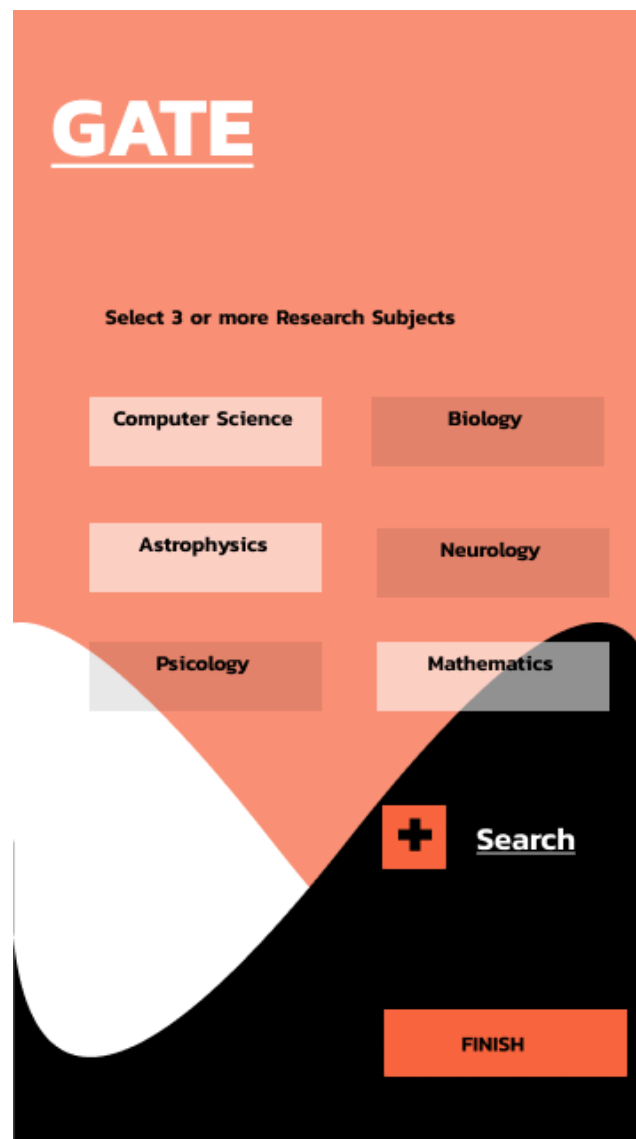 GATE
Select 3 or more Research Subjects
Computer Science
Biology
Astrophysics
Neurology
Psicology
Mathematics
Search
FINISH